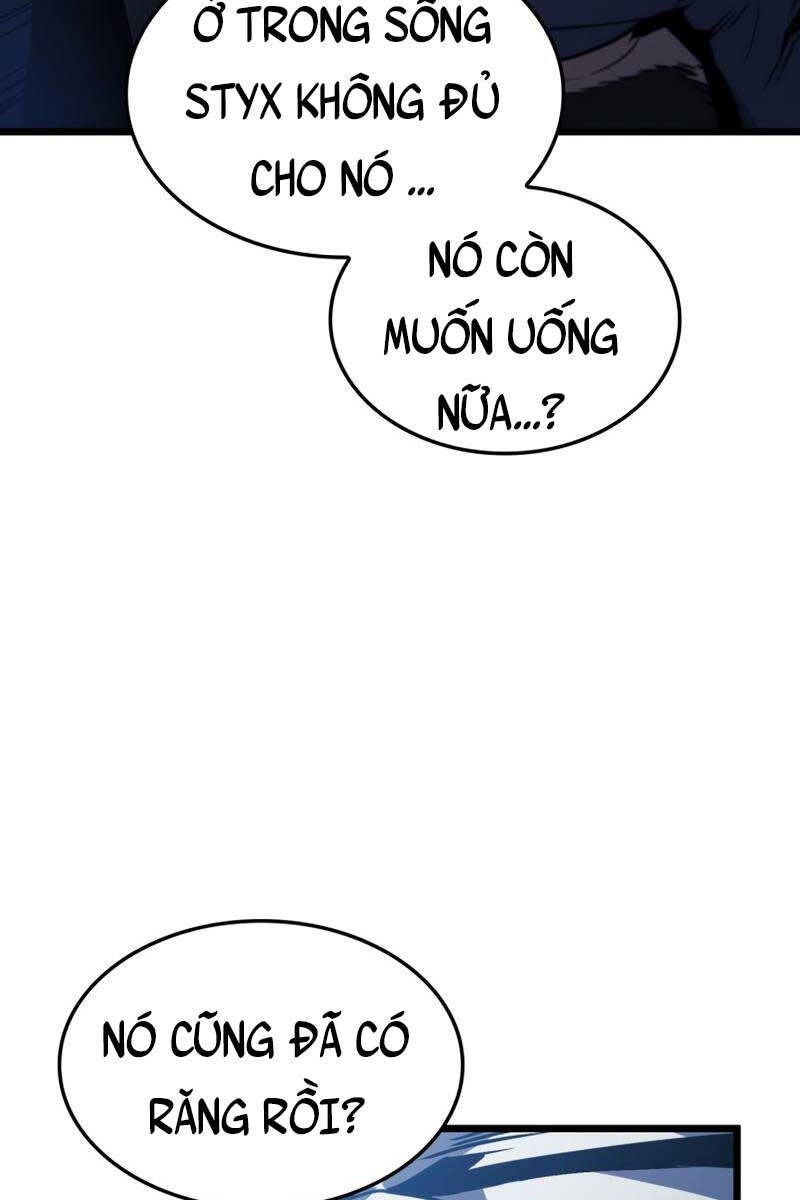 Ở TRONG SÔNG
STYX KHÔNG ĐỦ
CHO NÓ ...
NÓ CÒN
MUỐN UỐNG
NỮA...?
NÓ CŨNG ĐÃ CÓ
RĂNG RỒI?